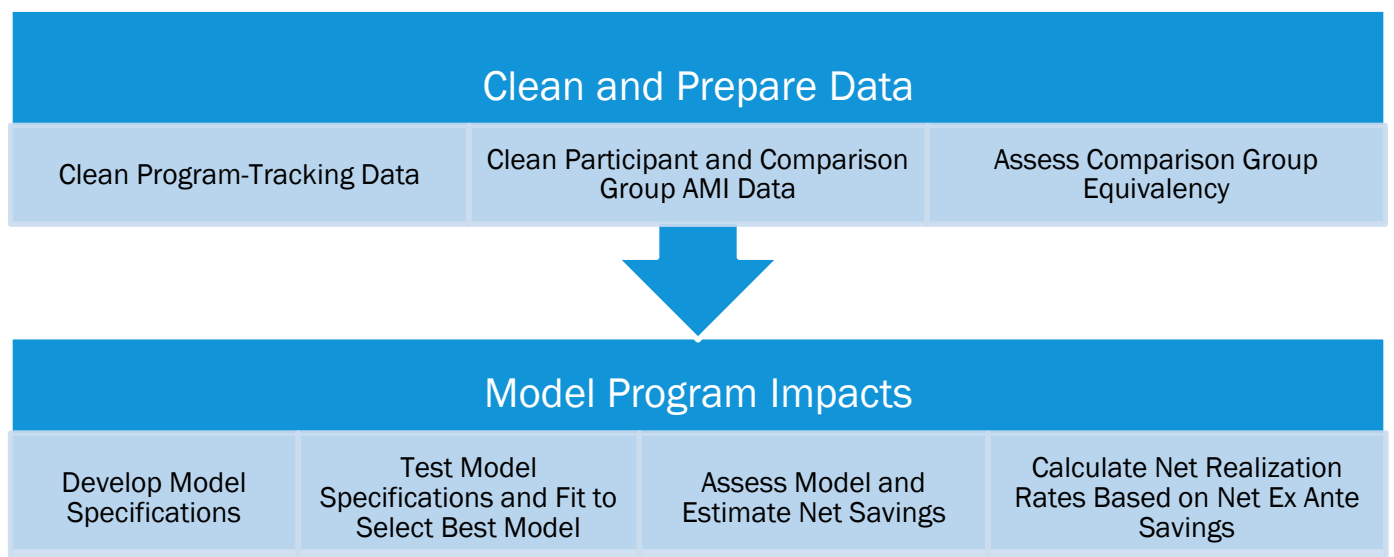 Clean and Prepare Data
Clean Program-Tracking Data
Clean Participant and Comparison
Group AMI Data
Assess Comparison Group
Equivalency
Model Program Impacts
Develop Model
Specifications
Test Model
Specifications and Fit to
Select Best Model
Assess Model and
Estimate Net Savings
Calculate Net Realization
Rates Based on Net Ex Ante
Savings